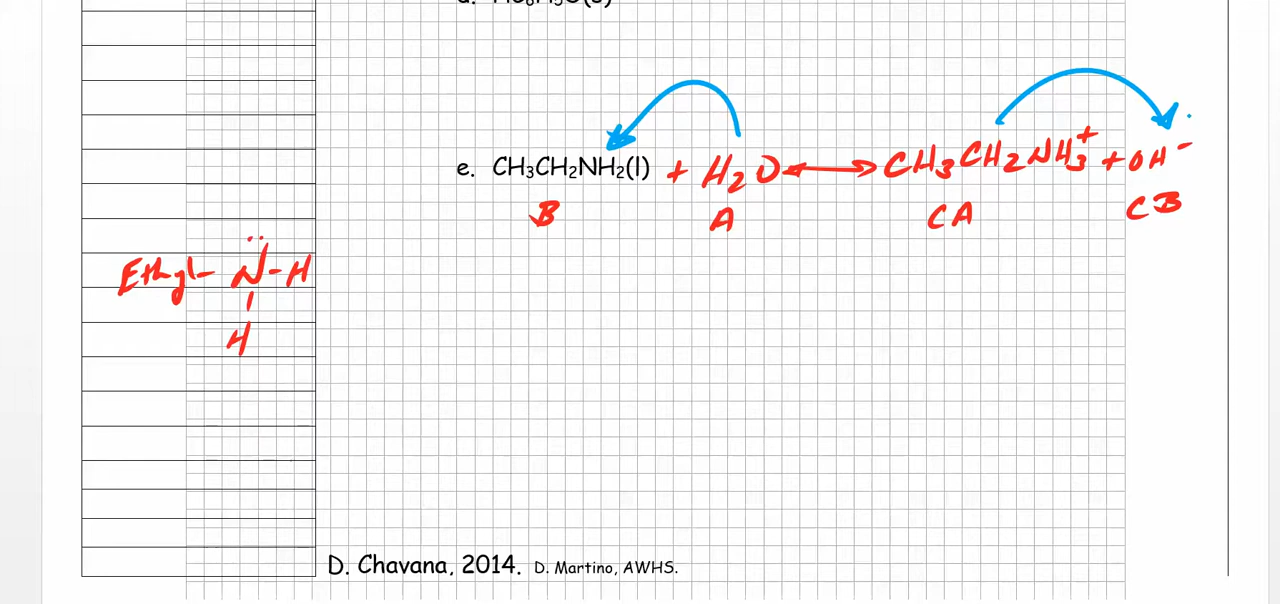 e. CH₃CH₂NH₂(l) + H₂O ↔ CH₃CH₂NH₃⁺ + OH⁻
B A CA CB
Ethyl- N̈ -H
H
D. Chavana, 2014. D. Martino, AWHS.